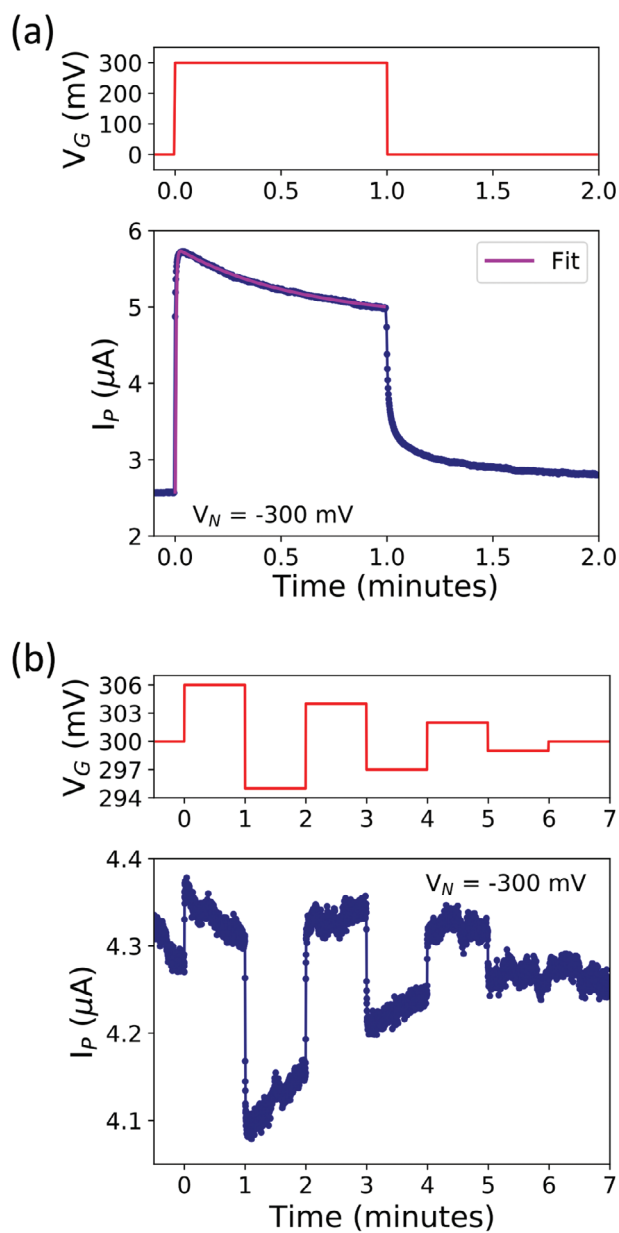 (a)
V_G (mV)
300
200
100
0
0.0 0.5 1.0 1.5 2.0
I_P (μA)
6
5
4
3
2
Fit
V_N = -300 mV
0.0 0.5 1.0 1.5 2.0
Time (minutes)
(b)
V_G (mV)
306
303
300
297
294
0 1 2 3 4 5 6 7
I_P (μA)
4.4
4.3
4.2
4.1
V_N = -300 mV
0 1 2 3 4 5 6 7
Time (minutes)